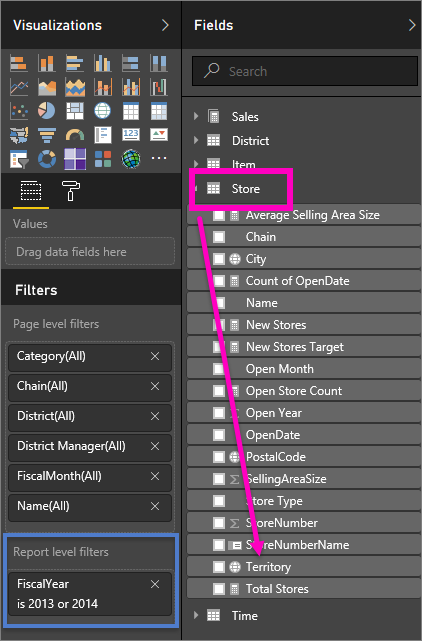 Visualizations
Values
Drag data fields here
Filters
Page level filters
Category(All)
Chain(All)
District(All)
District Manager(All)
FiscalMonth(All)
Name(All)
Report level filters
FiscalYear
is 2013 or 2014
Fields
Search
Sales
District
Item
Store
Average Selling Area Size
Chain
City
Count of OpenDate
Name
New Stores
New Stores Target
Open Month
Open Store Count
Open Year
OpenDate
PostalCode
SellingAreaSize
Store Type
StoreNumber
StoreNumberName
Territory
Total Stores
Time